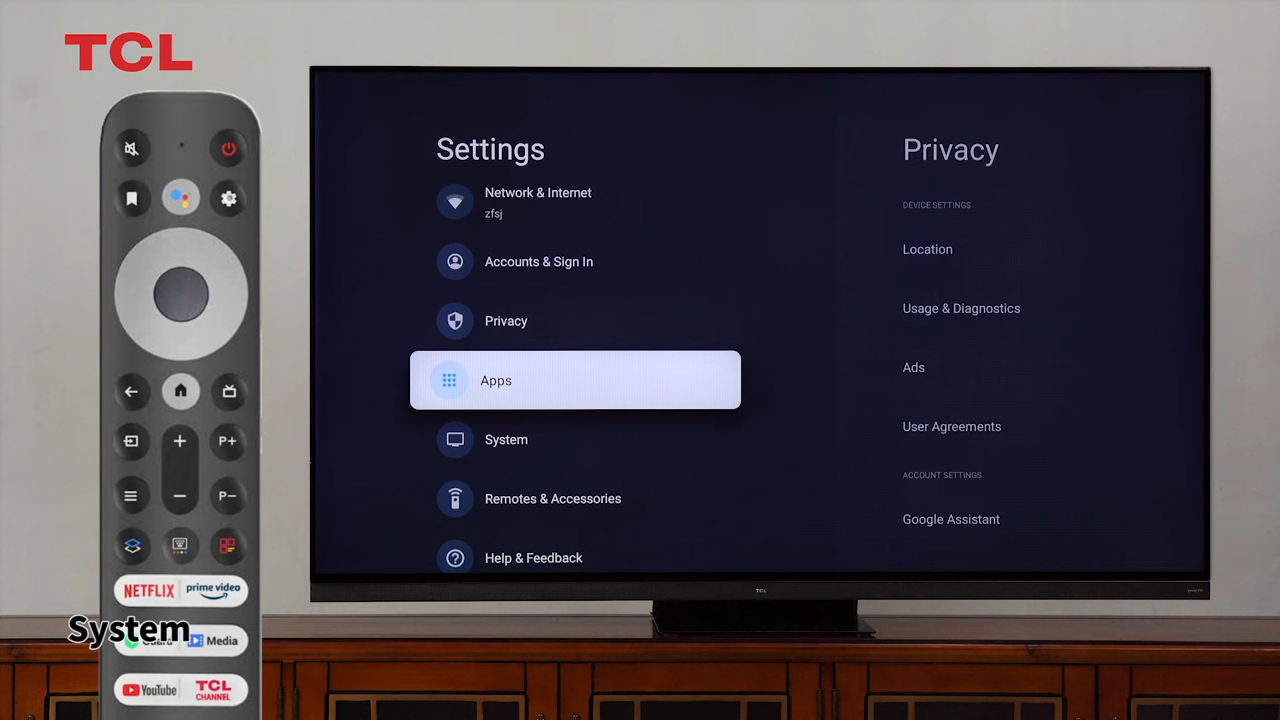 TCL
Settings
Network & Internet
zfsj
Accounts & Sign In
Privacy
Apps
System
Remotes & Accessories
Help & Feedback
Privacy
DEVICE SETTINGS
Location
Usage & Diagnostics
Ads
User Agreements
ACCOUNT SETTINGS
Google Assistant
TCL
P+
P−
NETFLIX
prime video
System
Guard
Media
YouTube
TCL
CHANNEL